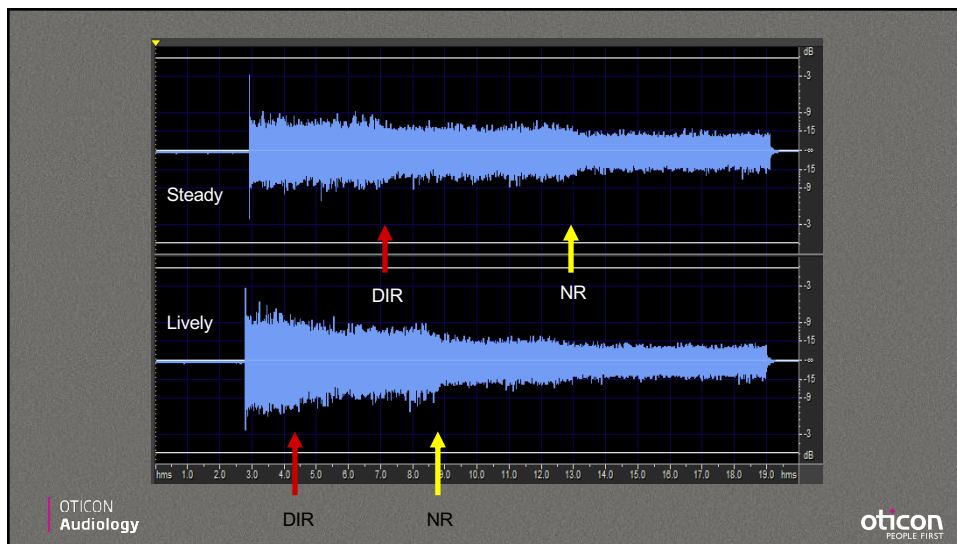 dB
-3
-9
-15
-∞
-15
-9
-3
Steady
DIR
NR
-3
-9
-15
-∞
-15
-9
-3
dB
Lively
hms 1.0 2.0 3.0 4.0 5.0 6.0 7.0 8.0 9.0 10.0 11.0 12.0 13.0 14.0 15.0 16.0 17.0 18.0 19.0 hms
DIR
NR
OTICON
Audiology
oticon
PEOPLE FIRST